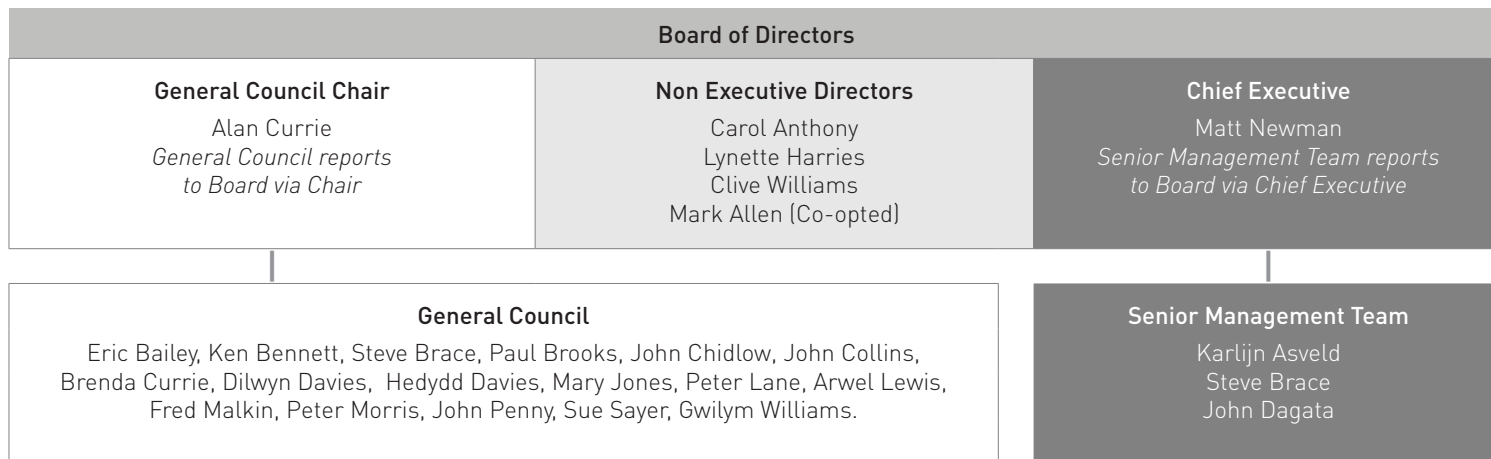 Board of Directors
General Council Chair
Alan Currie
General Council reports
to Board via Chair
Non Executive Directors
Carol Anthony
Lynette Harries
Clive Williams
Mark Allen (Co-opted)
Chief Executive
Matt Newman
Senior Management Team reports
to Board via Chief Executive
General Council
Eric Bailey, Ken Bennett, Steve Brace, Paul Brooks, John Chidlow, John Collins,
Brenda Currie, Dilwyn Davies, Hedydd Davies, Mary Jones, Peter Lane, Arwel Lewis,
Fred Malkin, Peter Morris, John Penny, Sue Sayer, Gwilym Williams.
Senior Management Team
Karlijn Asveld
Steve Brace
John Dagata